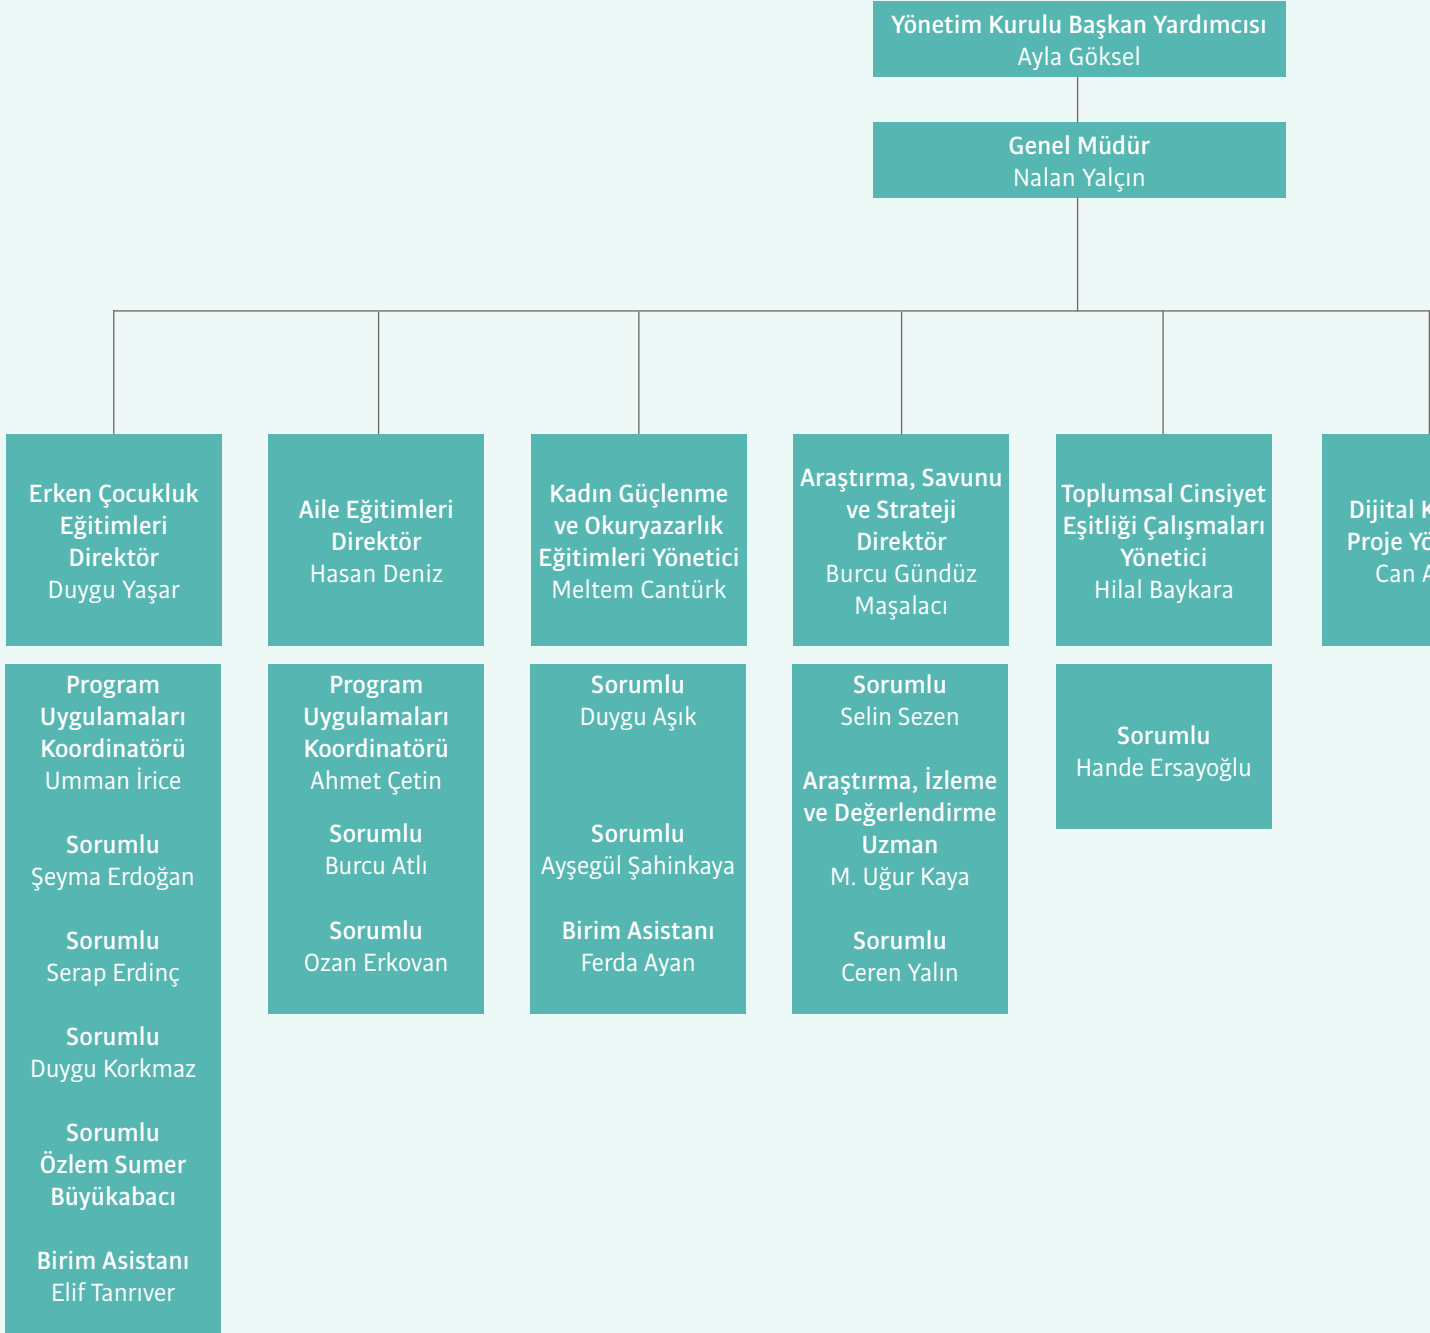 Yönetim Kurulu Başkan Yardımcısı
Ayla Göksel
Genel Müdür
Nalan Yalçın
Erken Çocukluk
Eğitimleri
Direktör
Duygu Yaşar
Program
Uygulamaları
Koordinatörü
Umman İrice
Sorumlu
Şeyma Erdoğan
Sorumlu
Serap Erdinç
Sorumlu
Duygu Korkmaz
Sorumlu
Özlem Sumer
Büyükabacı
Birim Asistanı
Elif Tanrıver
Aile Eğitimleri
Direktör
Hasan Deniz
Program
Uygulamaları
Koordinatörü
Ahmet Çetin
Sorumlu
Burcu Atlı
Sorumlu
Ozan Erkovan
Kadın Güçlenme
ve Okuryazarlık
Eğitimleri Yönetici
Meltem Cantürk
Sorumlu
Duygu Aşık
Sorumlu
Ayşegül Şahinkaya
Birim Asistanı
Ferda Ayan
Araştırma, Savunu
ve Strateji
Direktör
Burcu Gündüz
Maşalacı
Sorumlu
Selin Sezen
Araştırma, İzleme
ve Değerlendirme
Uzman
M. Uğur Kaya
Sorumlu
Ceren Yalın
Toplumsal Cinsiyet
Eşitliği Çalışmaları
Yönetici
Hilal Baykara
Sorumlu
Hande Ersayoğlu
Dijital
Proje
Can